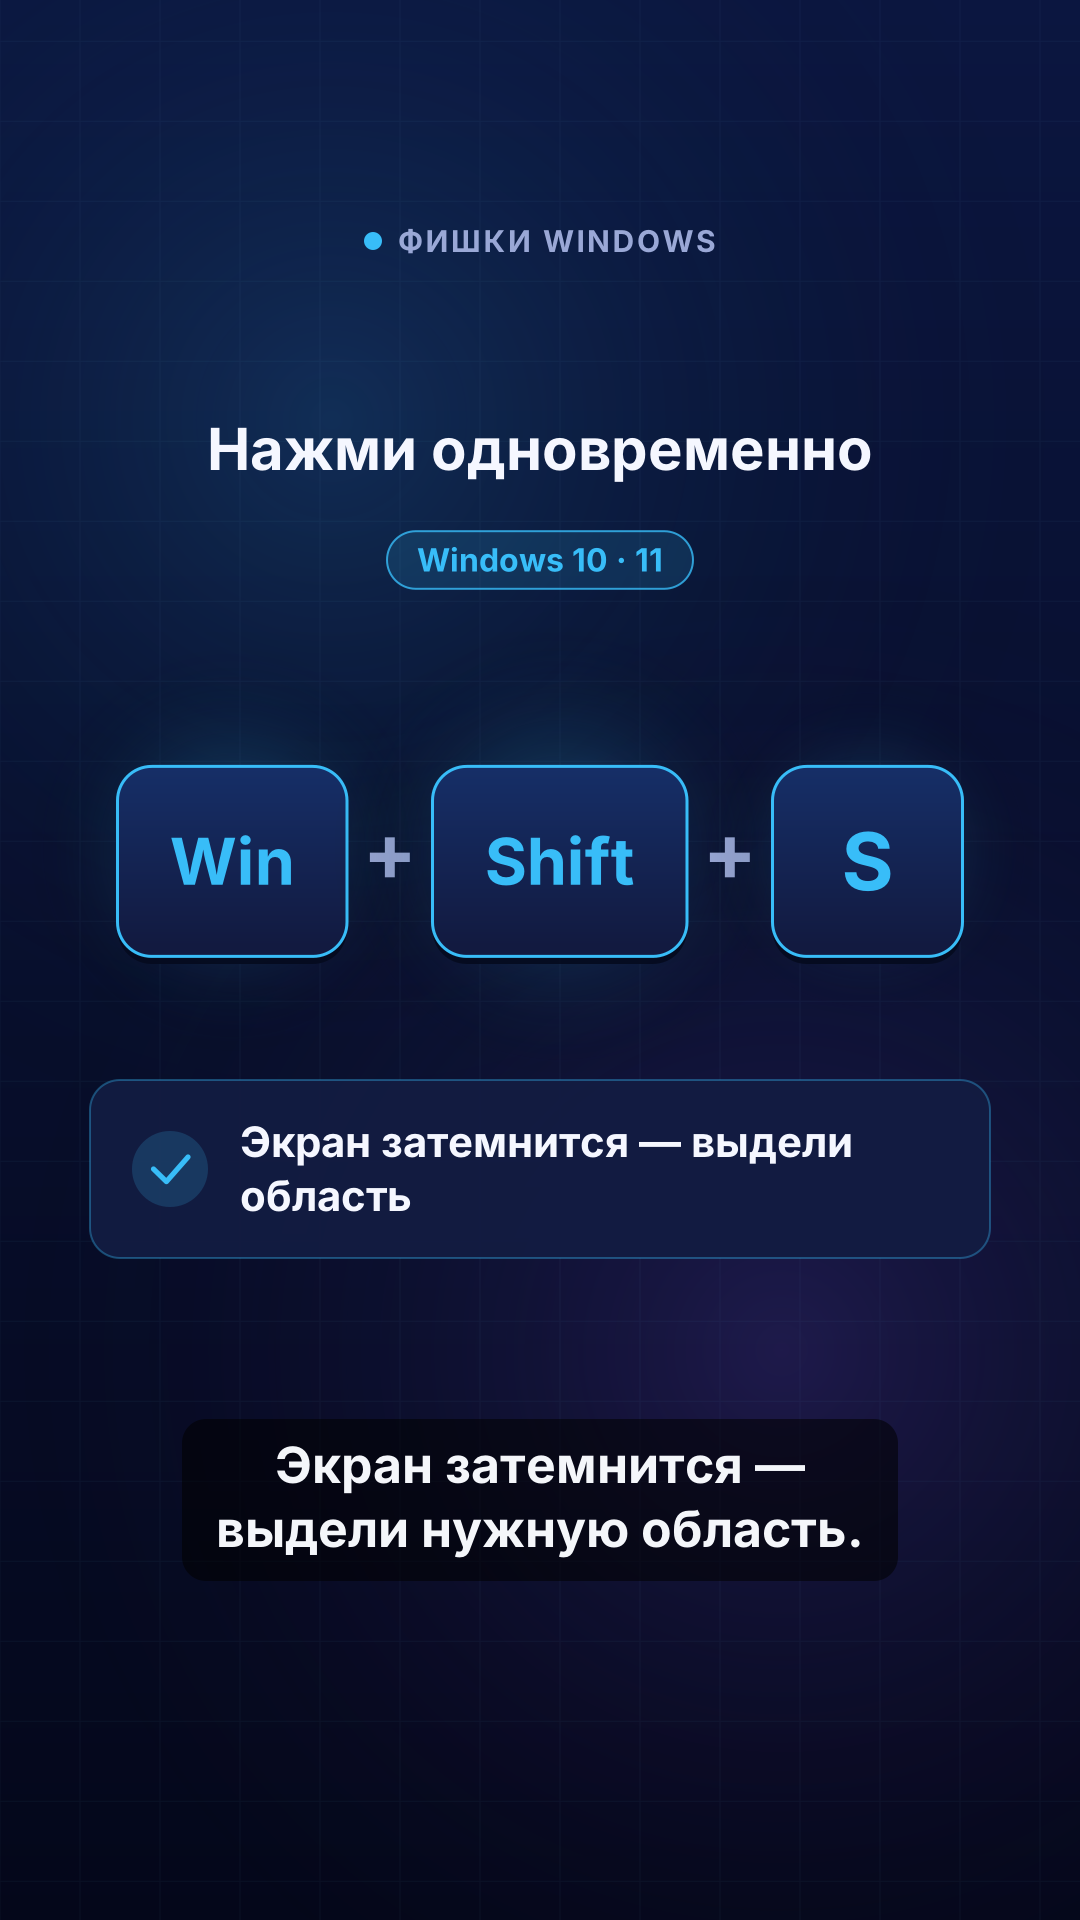 ФИШКИ WINDOWS
Нажми одновременно
Windows 10 · 11
Win + Shift + S
Экран затемнится — выдели
область
Экран затемнится —
выдели нужную область.